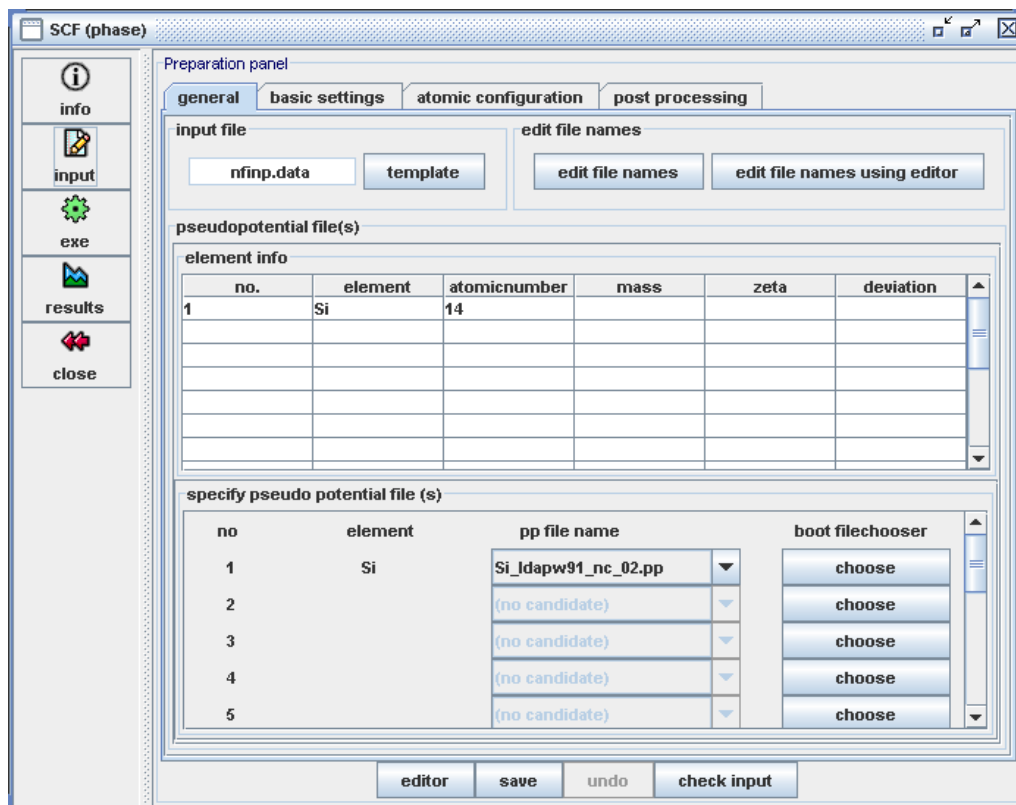 SCF (phase)
info
input
exe
results
close
Preparation panel
general basic settings atomic configuration post processing
input file
nfinp.data template
edit file names
edit file names edit file names using editor
pseudopotential file(s)
element info
no. element atomicnumber mass zeta deviation
1 Si 14
specify pseudo potential file (s)
no element pp file name boot filechooser
1 Si Si_ldapw91_nc_02.pp choose
2 (no candidate) choose
3 (no candidate) choose
4 (no candidate) choose
5 (no candidate) choose
editor save undo check input